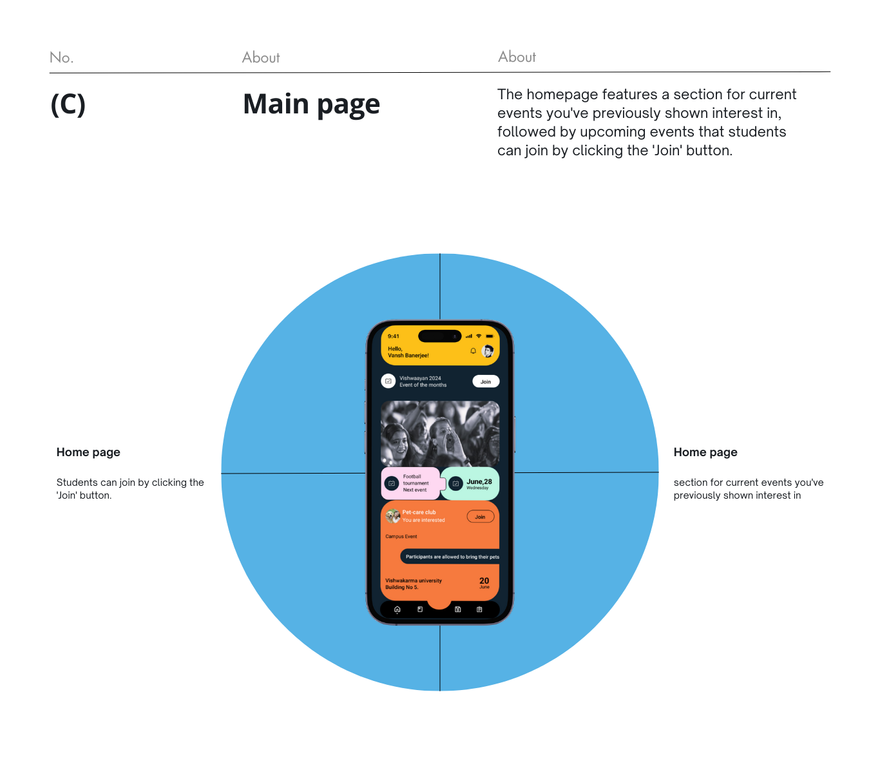 No.
About
About
(C)
Main page
The homepage features a section for current
events you've previously shown interest in,
followed by upcoming events that students
can join by clicking the 'Join' button.
9:41
Hello,
Vansh Banerjee!
Vishwaayan 2024
Event of the months
Join
Football
tournament
Next event
June,28
Wednesday
Pet-care club
You are interested
Join
Campus Event
Participants are allowed to bring their pets
Vishwakarma university
Building No 5.
20
June
Home page
Students can join by clicking the
'Join' button.
Home page
section for current events you've
previously shown interest in